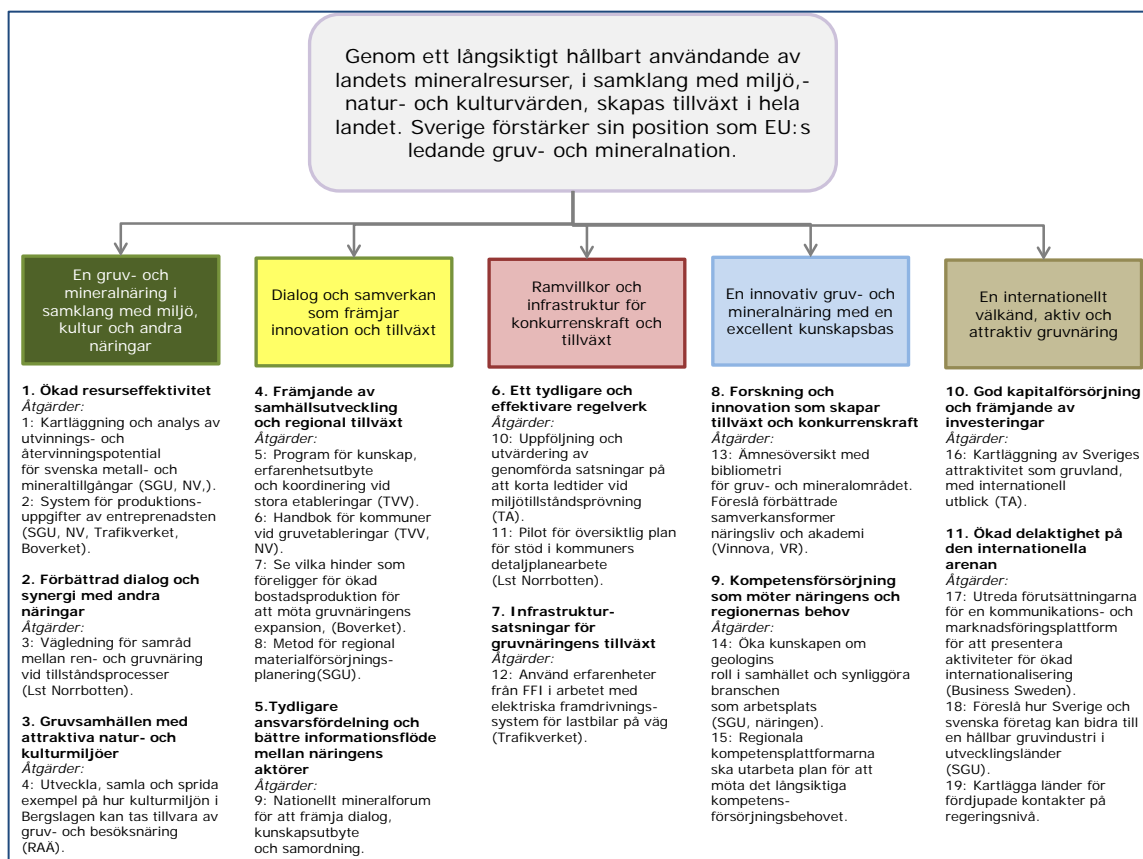 Genom ett långsiktigt hållbart användande av
landets mineralresurser, i samklang med miljö,-
natur- och kulturvärden, skapas tillväxt i hela
landet. Sverige förstärker sin position som EU:s
ledande gruv- och mineralnation.
En gruv- och
mineralnäring i
samklang med miljö,
kultur och andra
näringar
Dialog och samverkan
som främjar
innovation och tillväxt
Ramvillkor och
infrastruktur för
konkurrenskraft och
tillväxt
En innovativ gruv- och
mineralnäring med en
excellent kunskapsbas
En internationellt
välkänd, aktiv och
attraktiv gruvnäring
1. Ökad resurseffektivitet
Åtgärder:
1: Kartläggning och analys av
utvinnings- och
återvinningspotential
för svenska metall- och
mineraltillgångar (SGU, NV,).
2: System för produktions-
uppgifter av entreprenadsten
(SGU, NV, Trafikverket,
Boverket).
2. Förbättrad dialog och
synergi med andra
näringar
Åtgärder:
3: Vägledning för samråd
mellan ren- och gruvnäring
vid tillståndsprocesser
(Lst Norrbotten).
3. Gruvsamhällen med
attraktiva natur- och
kulturmiljöer
Åtgärder:
4: Utveckla, samla och sprida
exempel på hur kulturmiljön i
Bergslagen kan tas tillvara av
gruv- och besöksnäring
(RAÄ).
4. Främjande av
samhällsutveckling
och regional tillväxt
Åtgärder:
5: Program för kunskap,
erfarenhetsutbyte
och koordinering vid
stora etableringar (TVV).
6: Handbok för kommuner
vid gruvetableringar (TVV,
NV).
7: Se vilka hinder som
föreligger för ökad
bostadsproduktion för
att möta gruvnäringens
expansion, (Boverket).
8: Metod för regional
materialförsörjnings-
planering(SGU).
5.Tydligare
ansvarsfördelning och
bättre informationsflöde
mellan näringens
aktörer
Åtgärder:
9: Nationellt mineralforum
för att främja dialog,
kunskapsutbyte
och samordning.
6. Ett tydligare och
effektivare regelverk
Åtgärder:
10: Uppföljning och
utvärdering av
genomförda satsningar på
att korta ledtider vid
miljötillståndsprövning
(TA).
11: Pilot för översiktlig plan
för stöd i kommuners
detaljplanearbete
(Lst Norrbotten).
7. Infrastruktur-
satsningar för
gruvnäringens tillväxt
Åtgärder:
12: Använd erfarenheter
från FFI i arbetet med
elektriska framdrivnings-
system för lastbilar på väg
(Trafikverket).
8. Forskning och
innovation som skapar
tillväxt och konkurrenskraft
Åtgärder:
13: Ämnesöversikt med
bibliometri
för gruv- och mineralområdet.
Föreslå förbättrade
samverkansformer
näringsliv och akademi
(Vinnova, VR).
9. Kompetensförsörjning
som möter näringens och
regionernas behov
Åtgärder:
14: Öka kunskapen om
geologins
roll i samhället och synliggöra
branschen
som arbetsplats
(SGU, näringen).
15: Regionala
kompetensplattformarna
ska utarbeta plan för att
möta det långsiktiga
kompetens-
försörjningsbehovet.
10. God kapitalförsörjning
och främjande av
investeringar
Åtgärder:
16: Kartläggning av Sveriges
attraktivitet som gruvland,
med internationell
utblick (TA).
11. Ökad delaktighet på
den internationella
arenan
Åtgärder:
17: Utreda förutsättningarna
för en kommunikations- och
marknadsföringplattform
för att presentera
aktiviteter för ökad
internationalisering
(Business Sweden).
18: Föreslå hur Sverige och
svenska företag kan bidra till
en hållbar gruvindustri i
utvecklingsländer
(SGU).
19: Kartlägga länder för
fördjupade kontakter på
regeringsnivå.